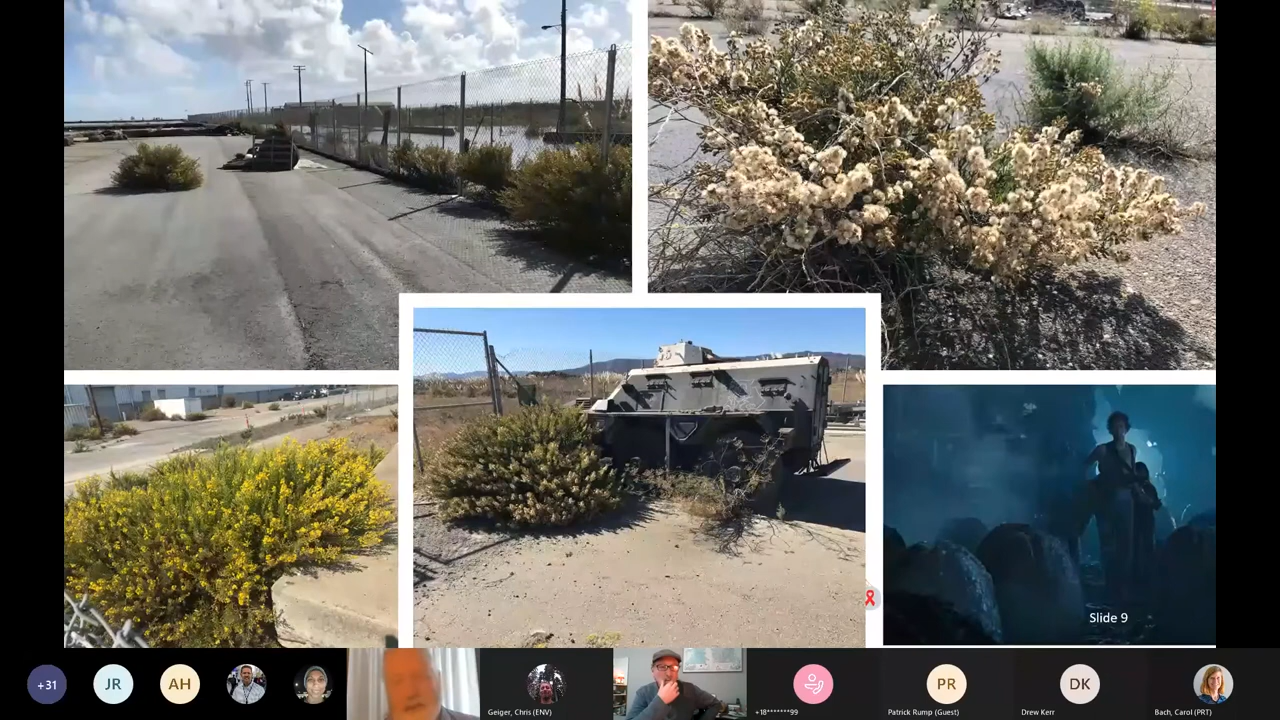 Slide 9
+31
JR
AH
Geiger, Chris (ENV)
+18*******99
PR
Patrick Rump (Guest)
DK
Drew Kerr
Bach, Carol (PRT)